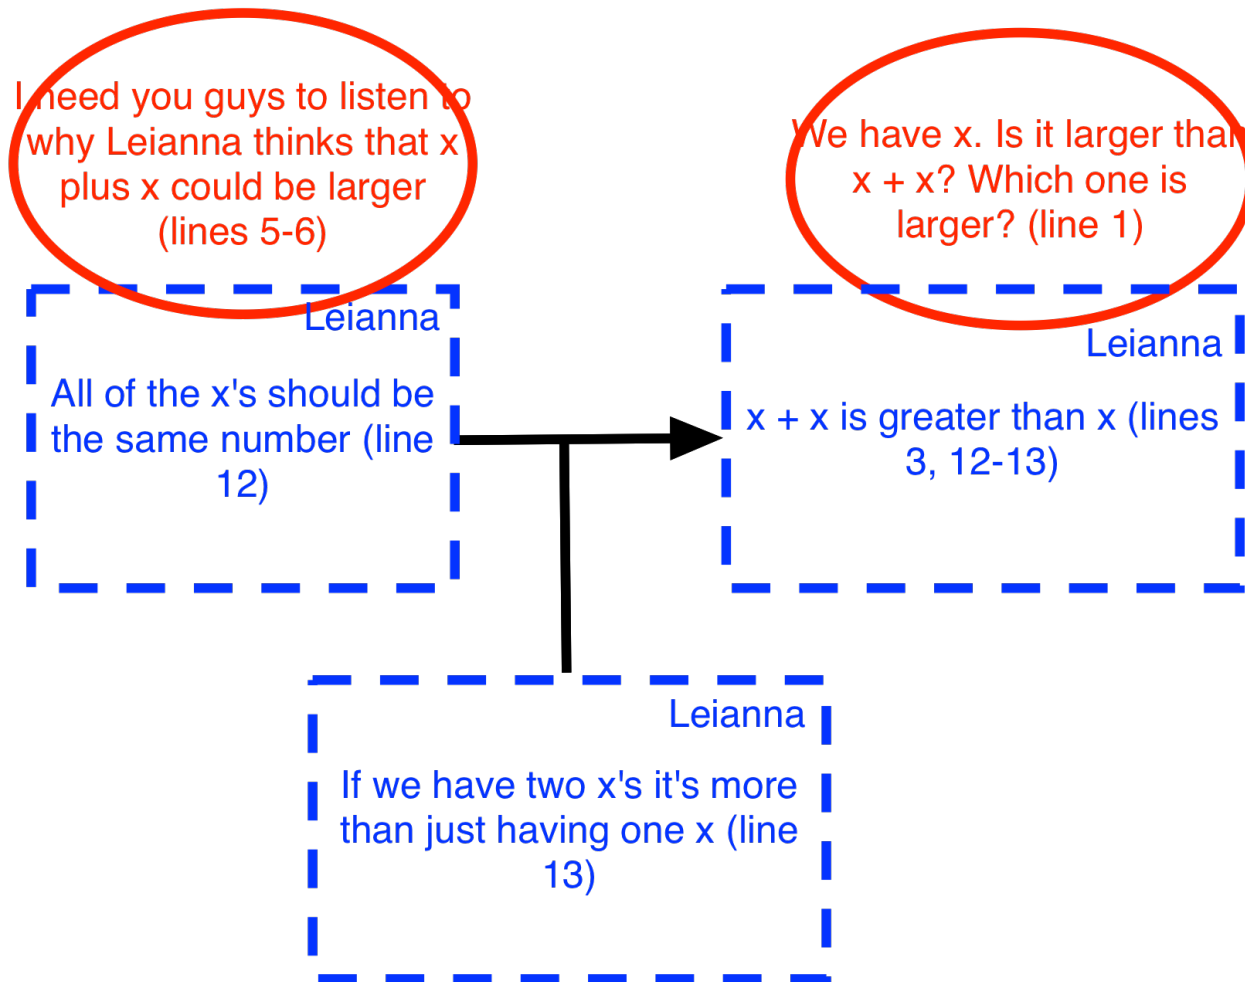 I need you guys to listen to
why Leianna thinks that x
plus x could be larger
(lines 5-6)
We have x. Is it larger than
x + x? Which one is
larger? (line 1)
Leianna
All of the x's should be
the same number (line
12)
Leianna
x + x is greater than x (lines
3, 12-13)
Leianna
If we have two x's it's more
than just having one x (line
13)